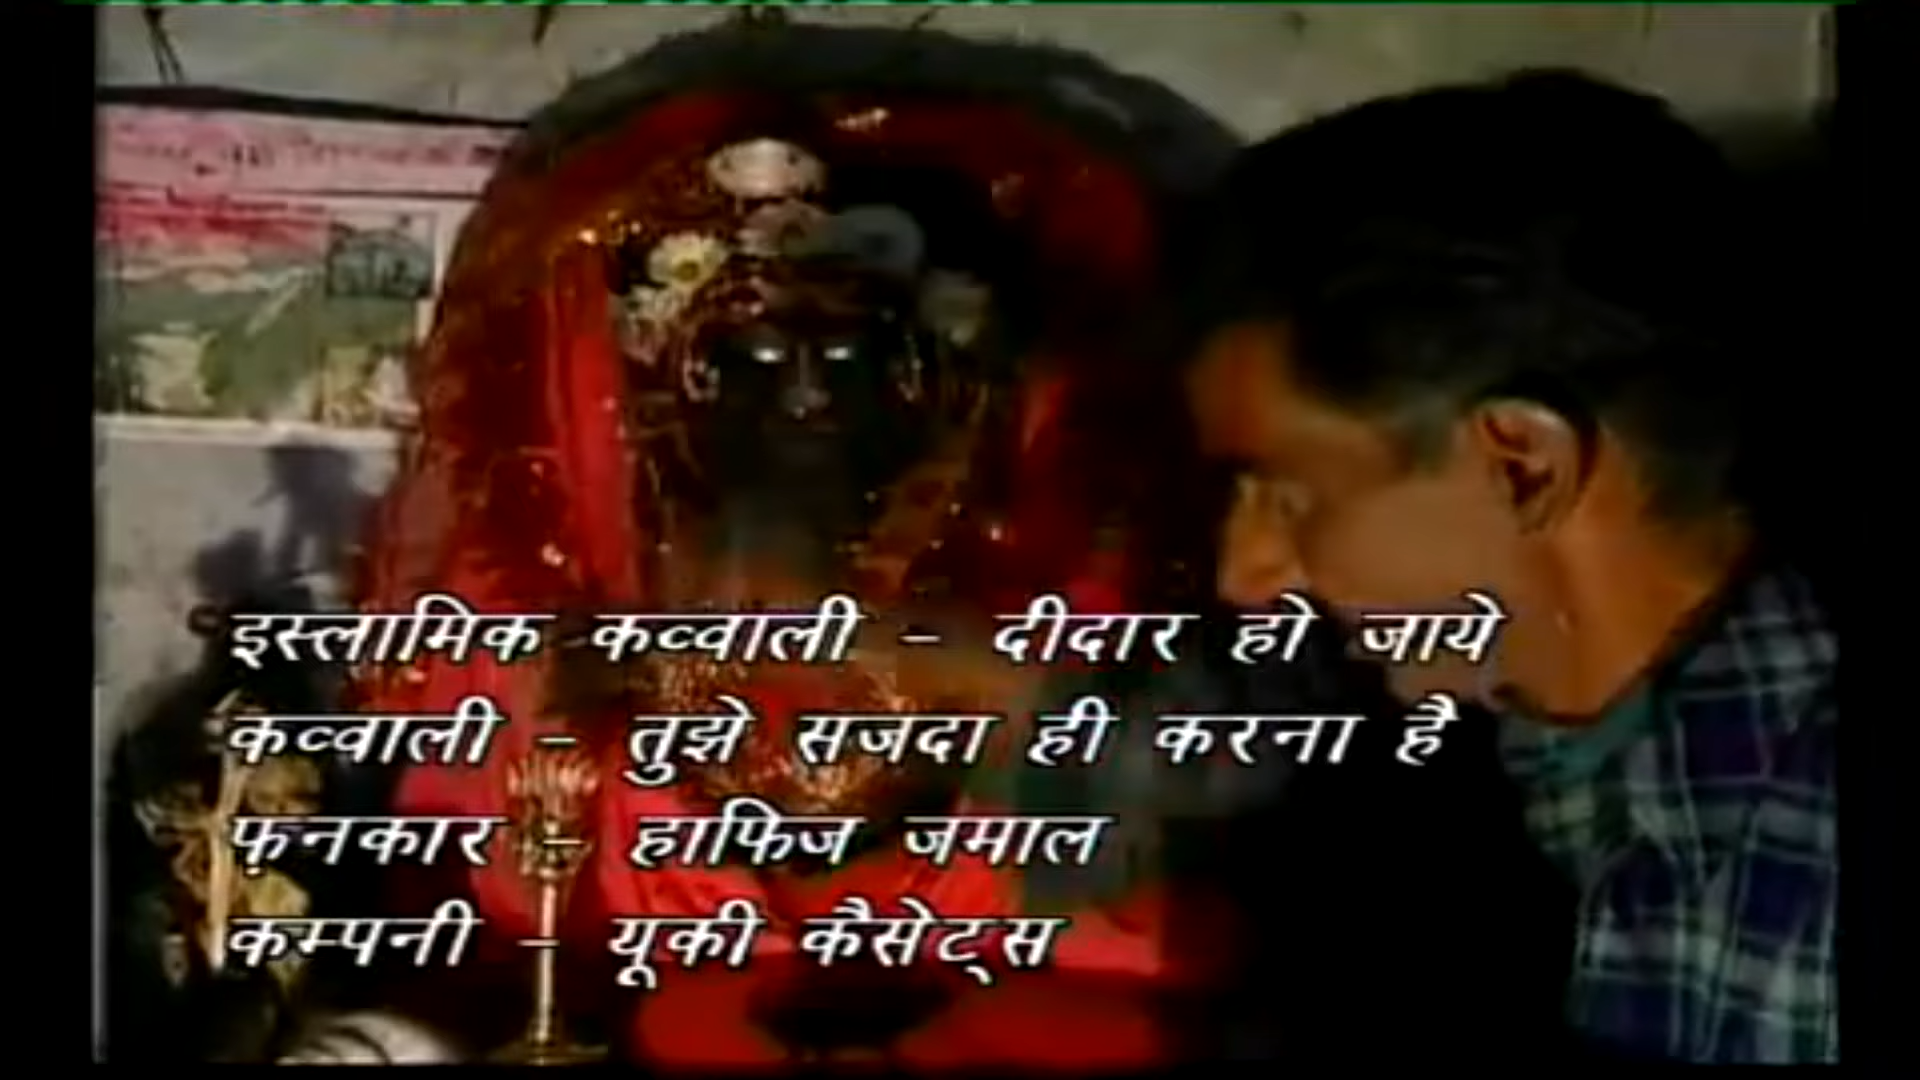 इस्लामिक कव्वाली - दीदार हो जाये
कव्वाली - तुझे सजदा ही करना है
फ़नकार - हाफिज जमाल
कम्पनी - यूकी कैसेट्स